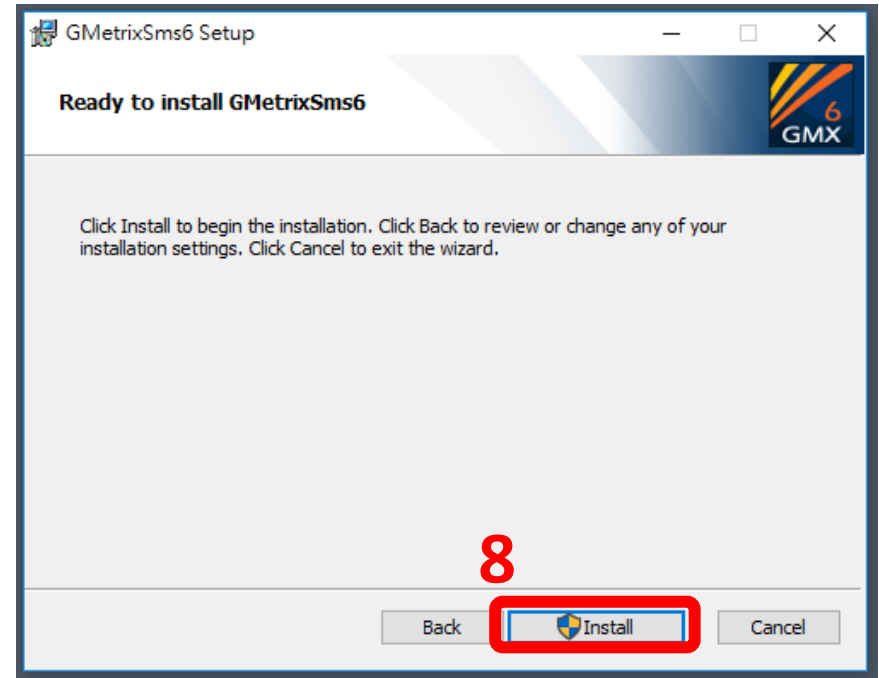 GMetrixSms6 Setup
Ready to install GMetrixSms6
6
GMX
Click Install to begin the installation. Click Back to review or change any of your
installation settings. Click Cancel to exit the wizard.
8
Back Install Cancel